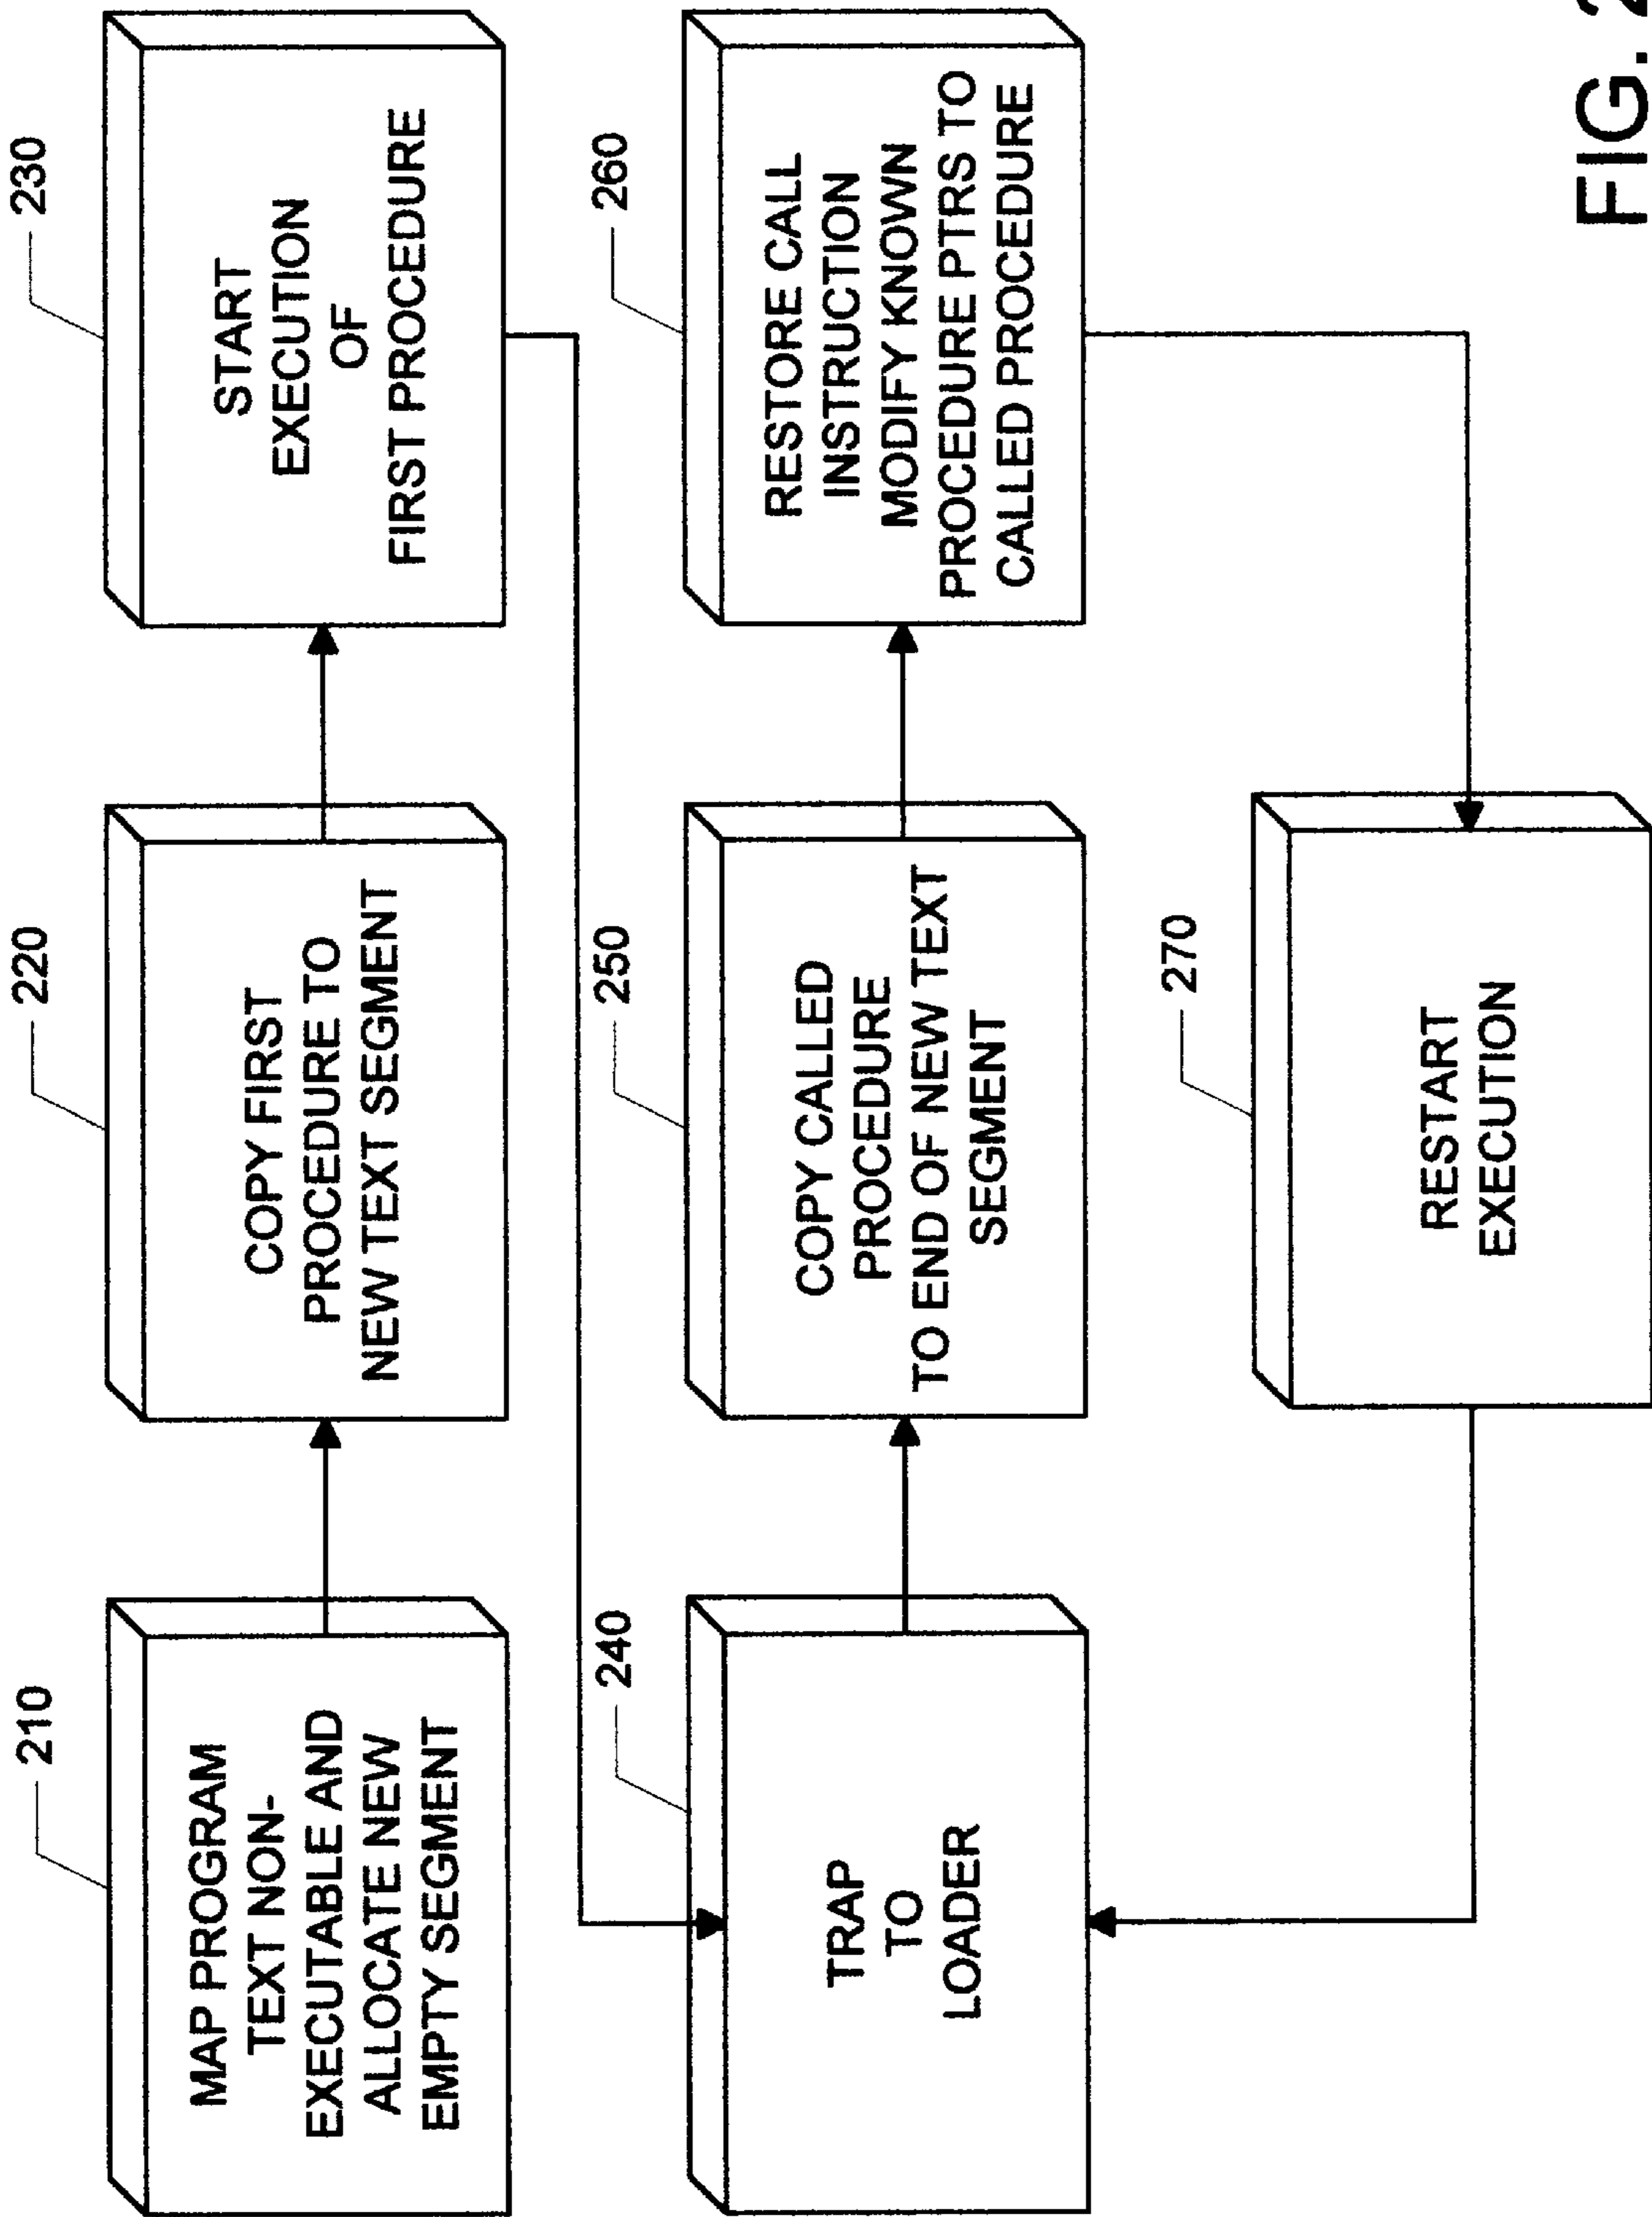 210
MAP PROGRAM
TEXT NON-
EXECUTABLE AND
ALLOCATE NEW
EMPTY SEGMENT
220
COPY FIRST
PROCEDURE TO
NEW TEXT SEGMENT
230
START
EXECUTION
OF
FIRST PROCEDURE
240
TRAP
TO
LOADER
250
COPY CALLED
PROCEDURE
TO END OF NEW TEXT
SEGMENT
260
RESTORE CALL
INSTRUCTION
MODIFY KNOWN
PROCEDURE PTRS TO
CALLED PROCEDURE
270
RESTART
EXECUTION
FIG. 2